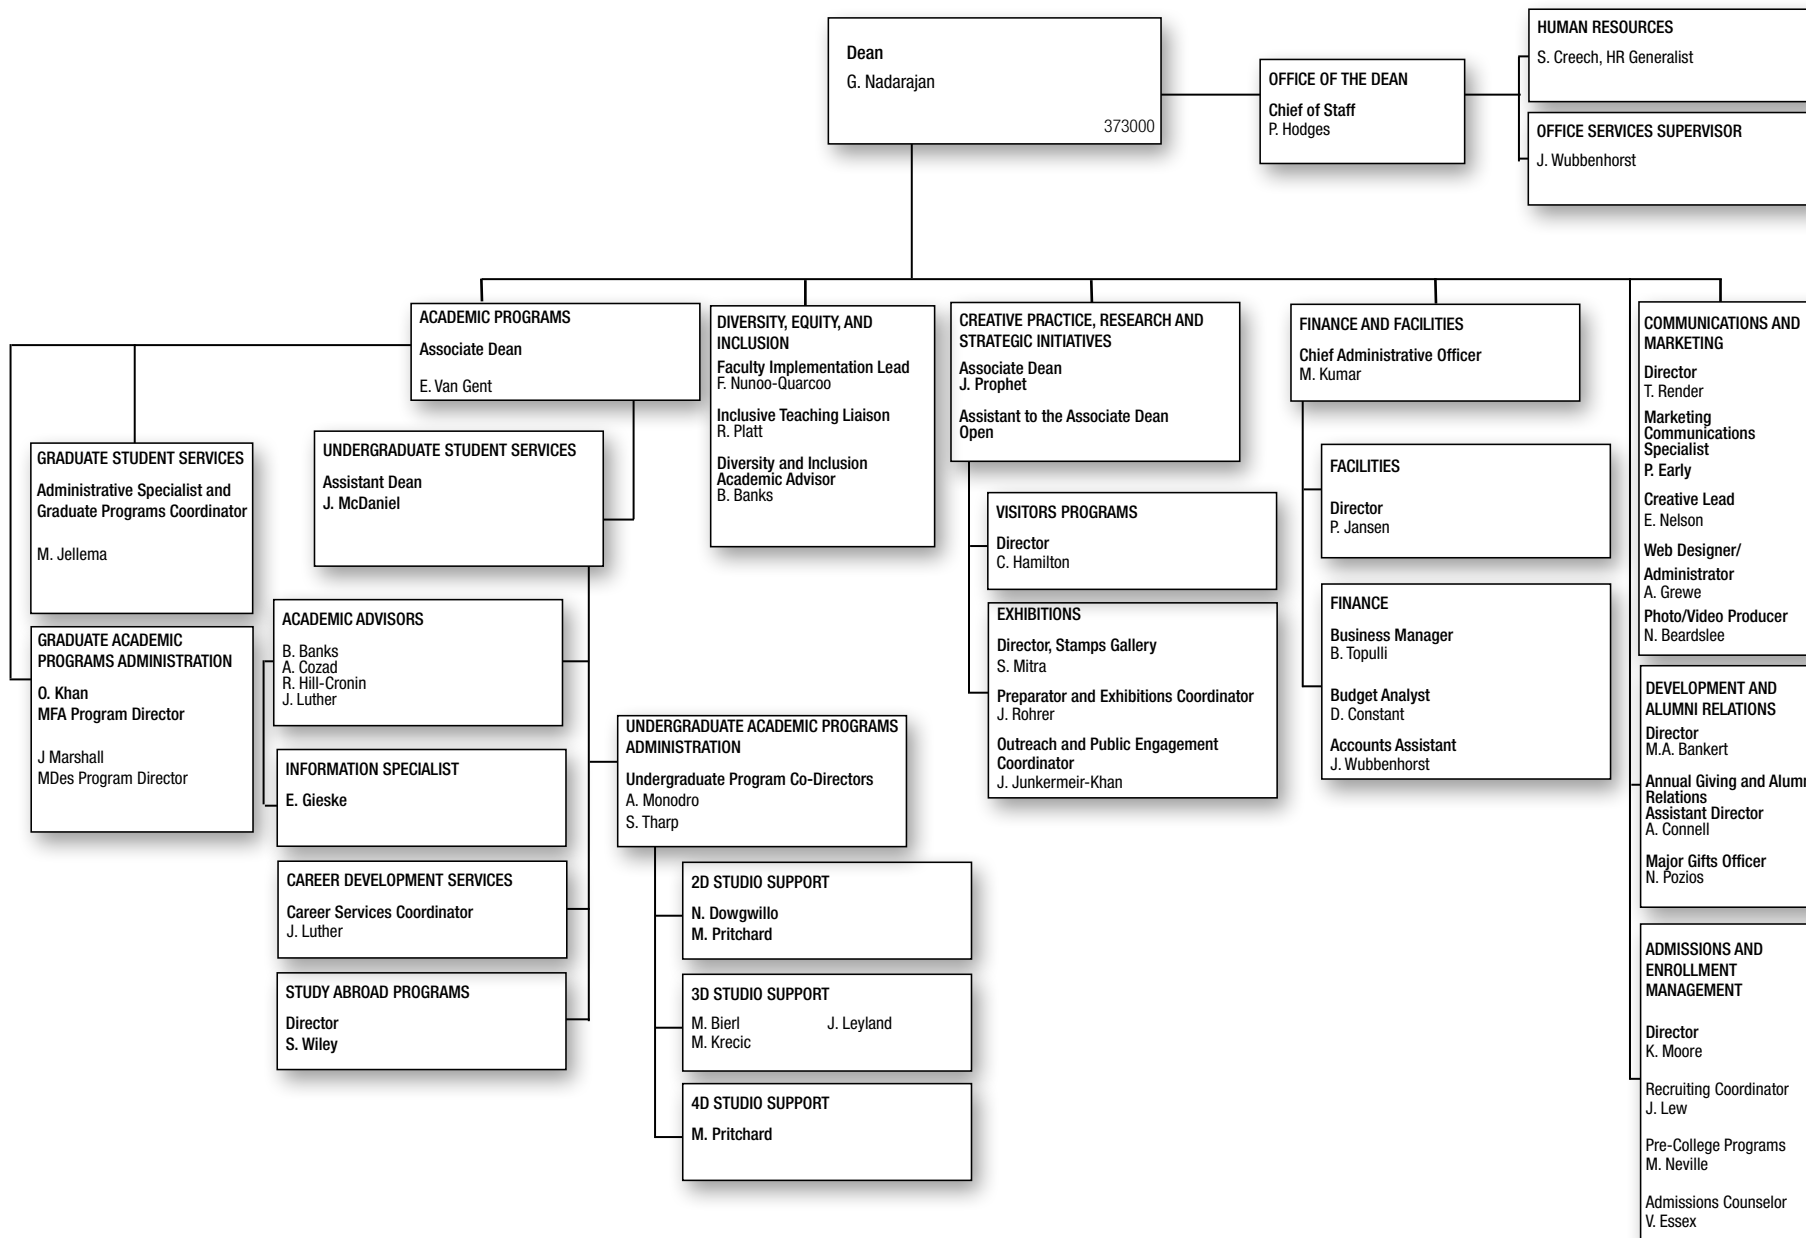 Dean
G. Nadarajan
373000
OFFICE OF THE DEAN
Chief of Staff
P. Hodges
HUMAN RESOURCES
S. Creech, HR Generalist
OFFICE SERVICES SUPERVISOR
J. Wubbenhorst
ACADEMIC PROGRAMS
Associate Dean
E. Van Gent
GRADUATE STUDENT SERVICES
Administrative Specialist and
Graduate Programs Coordinator
M. Jellema
GRADUATE ACADEMIC
PROGRAMS ADMINISTRATION
O. Khan
MFA Program Director
J Marshall
MDes Program Director
UNDERGRADUATE STUDENT SERVICES
Assistant Dean
J. McDaniel
ACADEMIC ADVISORS
B. Banks
A. Cozad
R. Hill-Cronin
J. Luther
INFORMATION SPECIALIST
E. Gieske
CAREER DEVELOPMENT SERVICES
Career Services Coordinator
J. Luther
STUDY ABROAD PROGRAMS
Director
S. Wiley
UNDERGRADUATE ACADEMIC PROGRAMS
ADMINISTRATION
Undergraduate Program Co-Directors
A. Monodro
S. Tharp
2D STUDIO SUPPORT
N. Dowgwillo
M. Pritchard
3D STUDIO SUPPORT
M. Bierl J. Leyland
M. Krecic
4D STUDIO SUPPORT
M. Pritchard
DIVERSITY, EQUITY, AND
INCLUSION
Faculty Implementation Lead
F. Nunoo-Quarcoo
Inclusive Teaching Liaison
R. Platt
Diversity and Inclusion
Academic Advisor
B. Banks
CREATIVE PRACTICE, RESEARCH AND
STRATEGIC INITIATIVES
Associate Dean
J. Prophet
Assistant to the Associate Dean
Open
VISITORS PROGRAMS
Director
C. Hamilton
EXHIBITIONS
Director, Stamps Gallery
S. Mitra
Preparator and Exhibitions Coordinator
J. Rohrer
Outreach and Public Engagement
Coordinator
J. Junkermeir-Khan
FINANCE AND FACILITIES
Chief Administrative Officer
M. Kumar
FACILITIES
Director
P. Jansen
FINANCE
Business Manager
B. Topulli
Budget Analyst
D. Constant
Accounts Assistant
J. Wubbenhorst
COMMUNICATIONS AND
MARKETING
Director
T. Render
Marketing
Communications
Specialist
P. Early
Creative Lead
E. Nelson
Web Designer/
Administrator
A. Grewe
Photo/Video Producer
N. Beardslee
DEVELOPMENT AND
ALUMNI RELATIONS
Director
M.A. Bankert
Annual Giving and Alumn
Relations
Assistant Director
A. Connell
Major Gifts Officer
N. Pozios
ADMISSIONS AND
ENROLLMENT
MANAGEMENT
Director
K. Moore
Recruiting Coordinator
J. Lew
Pre-College Programs
M. Neville
Admissions Counselor
V. Essex